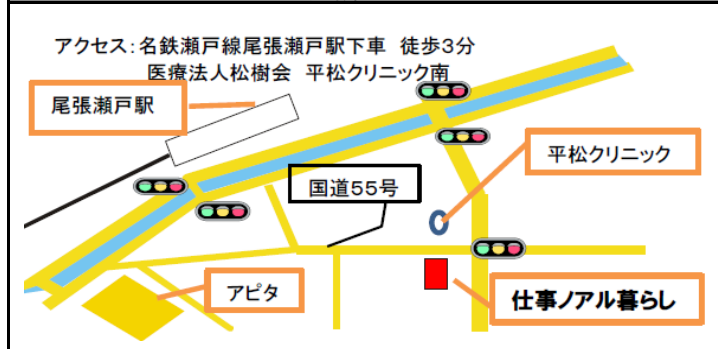 アクセス：名鉄瀬戸線尾張瀬戸駅下車 徒歩3分
医療法人松樹会 平松クリニック南
尾張瀬戸駅
平松クリニック
国道55号
アピタ
仕事ノアル暮らし